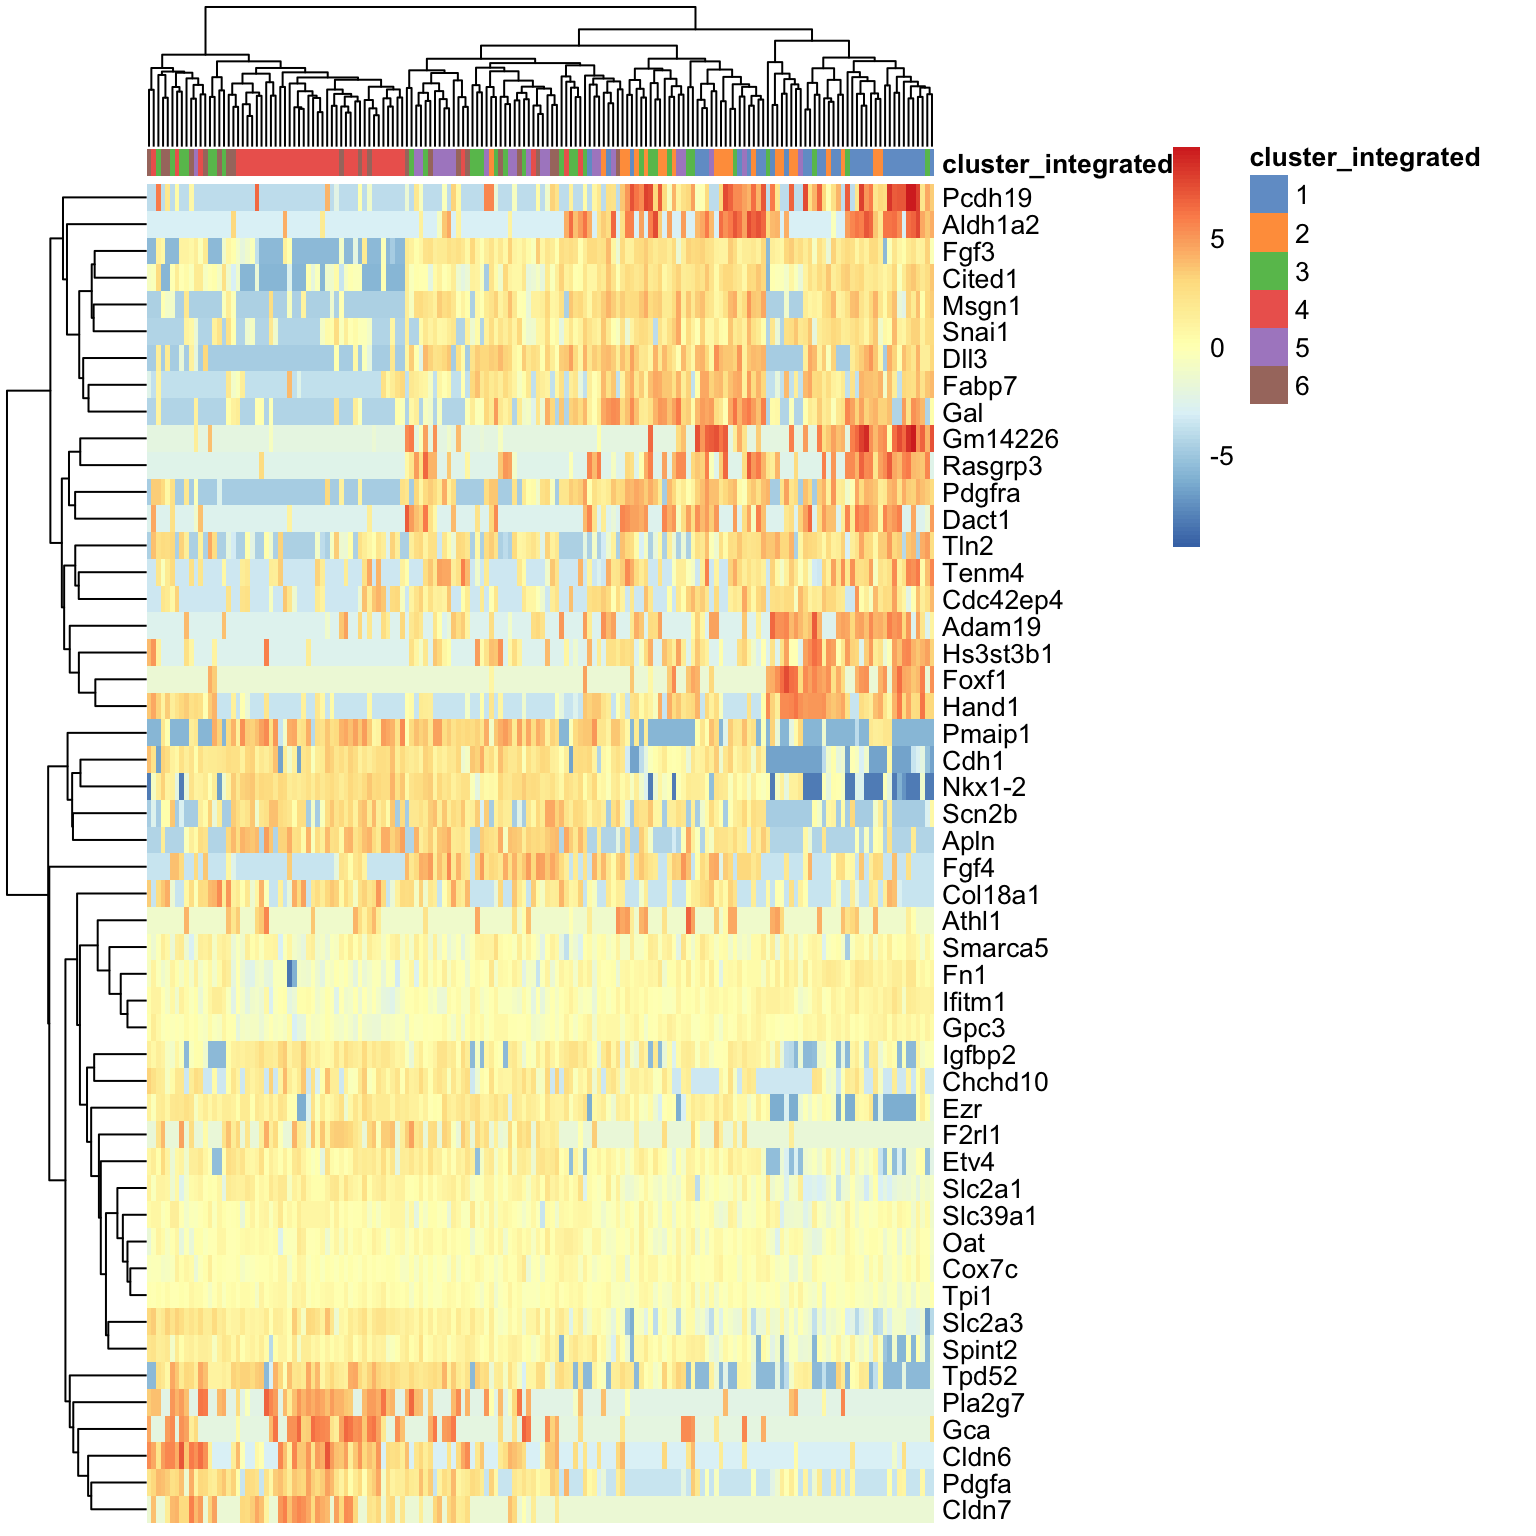 cluster_integrated
Pcdh19
Aldh1a2
Fgf3
Cited1
Msgn1
Snai1
Dll3
Fabp7
Gal
Gm14226
Rasgrp3
Pdgfra
Dact1
Tln2
Tenm4
Cdc42ep4
Adam19
Hs3st3b1
Foxf1
Hand1
Pmaip1
Cdh1
Nkx1-2
Scn2b
Apln
Fgf4
Col18a1
Athl1
Smarca5
Fn1
Ifitm1
Gpc3
Igfbp2
Chchd10
Ezr
F2rl1
Etv4
Slc2a1
Slc39a1
Oat
Cox7c
Tpi1
Slc2a3
Spint2
Tpd52
Pla2g7
Gca
Cldn6
Pdgfa
Cldn7
5
0
-5
cluster_integrated
1
2
3
4
5
6